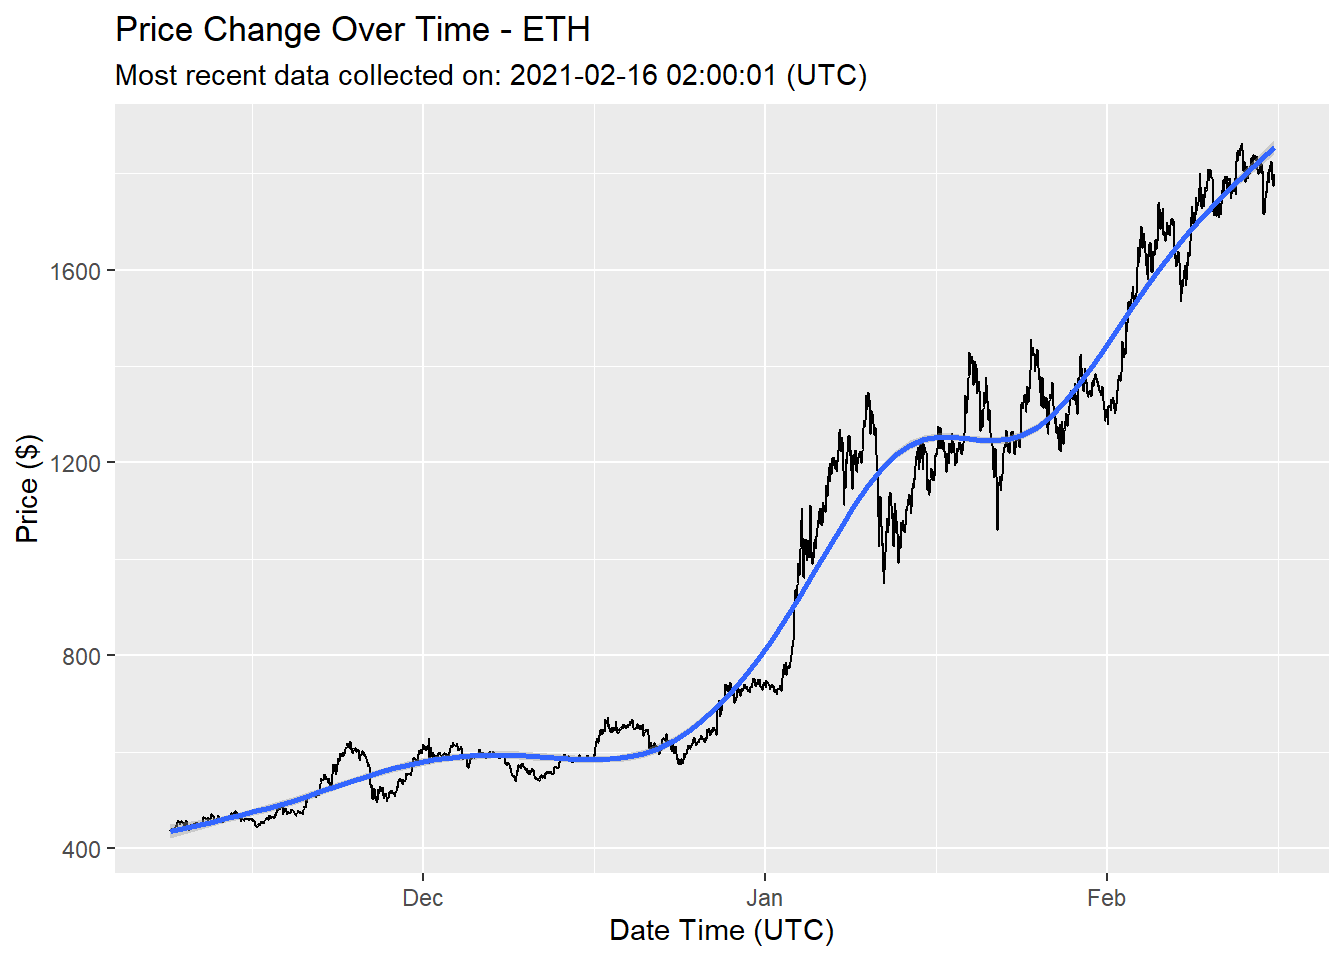 Price Change Over Time - ETH
Most recent data collected on: 2021-02-16 02:00:01 (UTC)
Price ($)
1600
1200
800
400
Dec Jan Feb
Date Time (UTC)